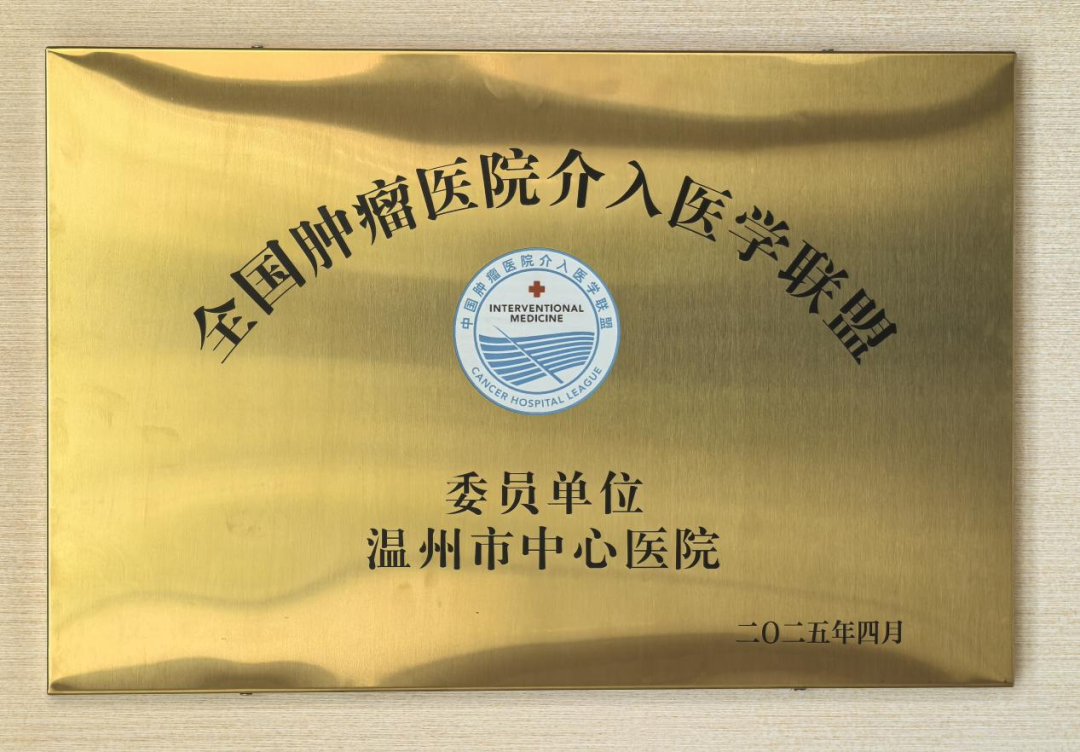 全国肿瘤医院介入医学联盟
中国肿瘤医院介入医学联盟
INTERVENTIONAL
MEDICINE
CANCER HOSPITAL LEAGUE
委员单位
温州市中心医院
二〇二五年四月